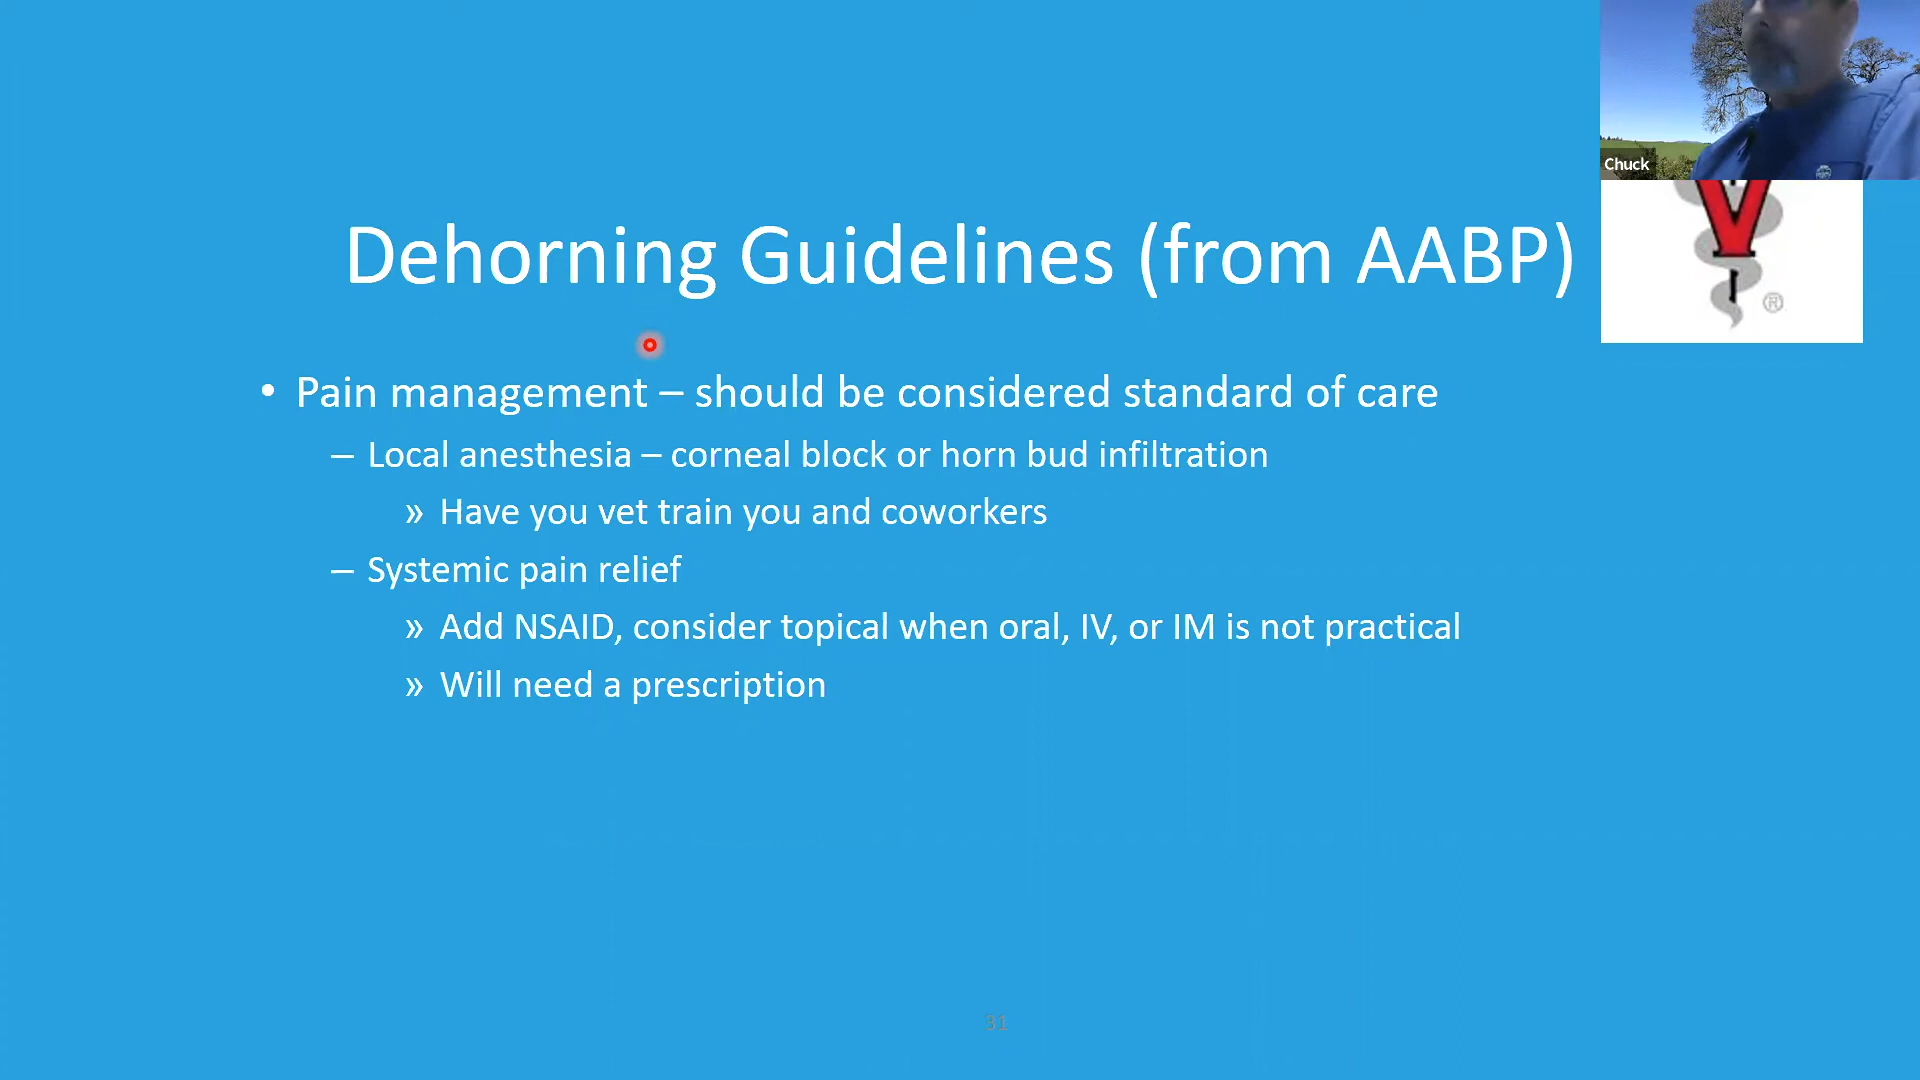 Chuck
V
®
Dehorning Guidelines (from AABP)
• Pain management – should be considered standard of care
– Local anesthesia – corneal block or horn bud infiltration
» Have you vet train you and coworkers
– Systemic pain relief
» Add NSAID, consider topical when oral, IV, or IM is not practical
» Will need a prescription
31